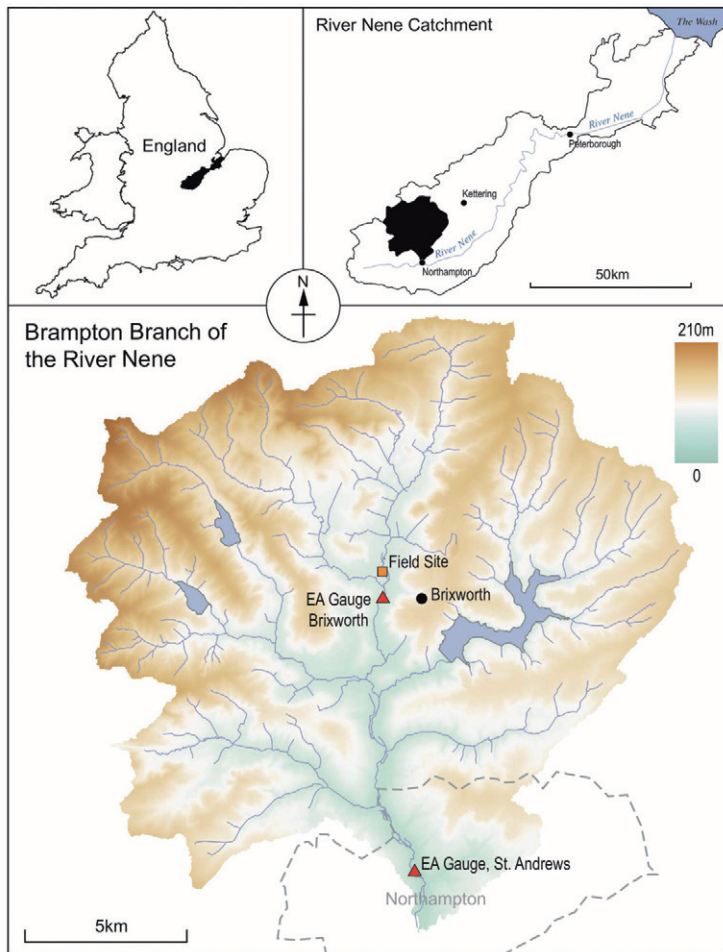 England
River Nene Catchment
The Wash
River Nene
Peterborough
Kettering
River Nene
Northampton
50km
N
Brampton Branch of
the River Nene
210m
0
Field Site
EA Gauge
Brixworth
Brixworth
EA Gauge, St. Andrews
Northampton
5km